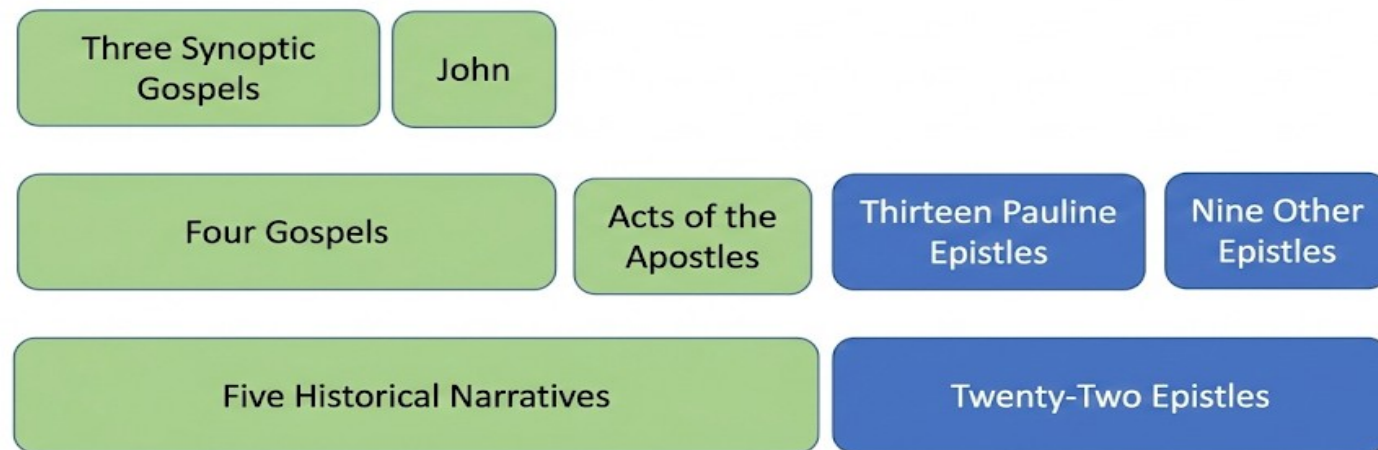 Three Synoptic
Gospels
John
Four Gospels
Acts of the
Apostles
Thirteen Pauline
Epistles
Nine Other
Epistles
Five Historical Narratives
Twenty-Two Epistles